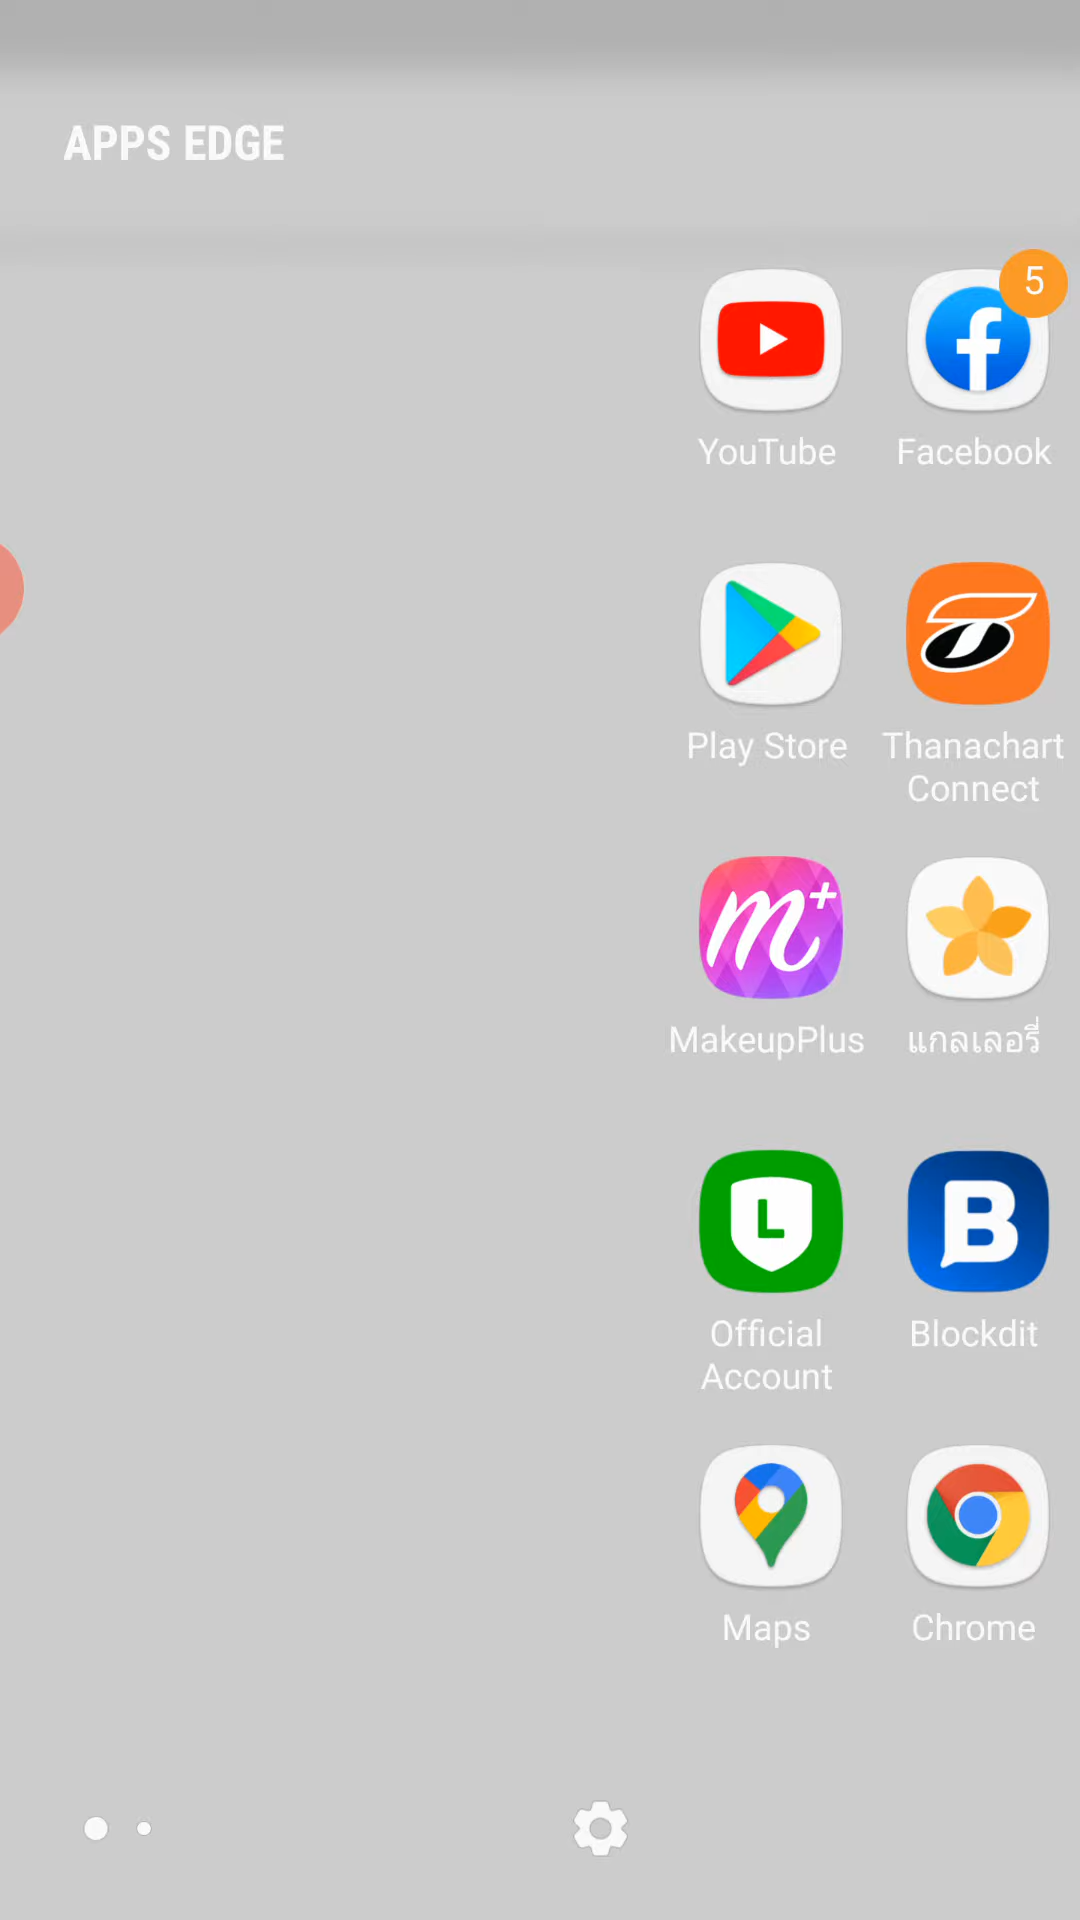 APPS EDGE
5
YouTube
Facebook
Play Store
Thanachart
Connect
m+
MakeupPlus
แกลเลอรี่
L
B
Official
Account
Blockdit
Maps
Chrome